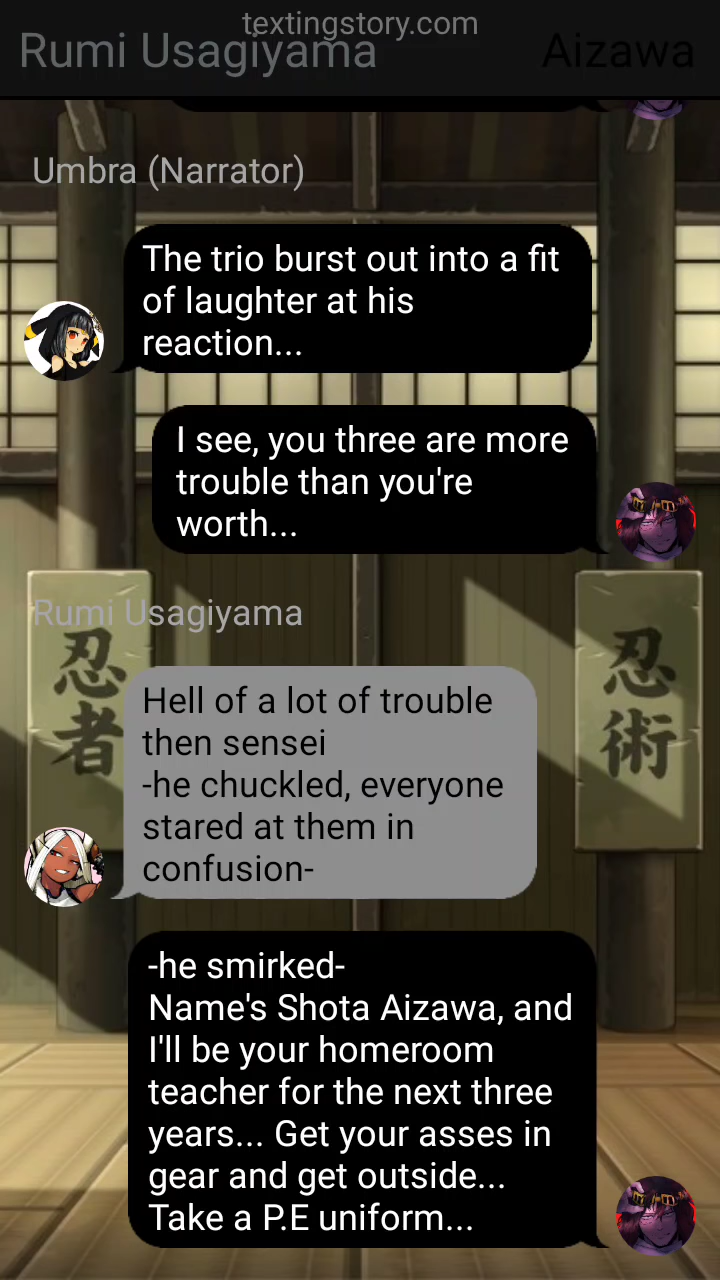 textingstory.com
Rumi Usagiyama
Aizawa
Umbra (Narrator)
The trio burst out into a fit
of laughter at his
reaction...
I see, you three are more
trouble than you're
worth...
Rumi Usagiyama
忍者
忍術
Hell of a lot of trouble
then sensei
-he chuckled, everyone
stared at them in
confusion-
-he smirked-
Name's Shota Aizawa, and
I'll be your homeroom
teacher for the next three
years... Get your asses in
gear and get outside...
Take a P.E uniform...